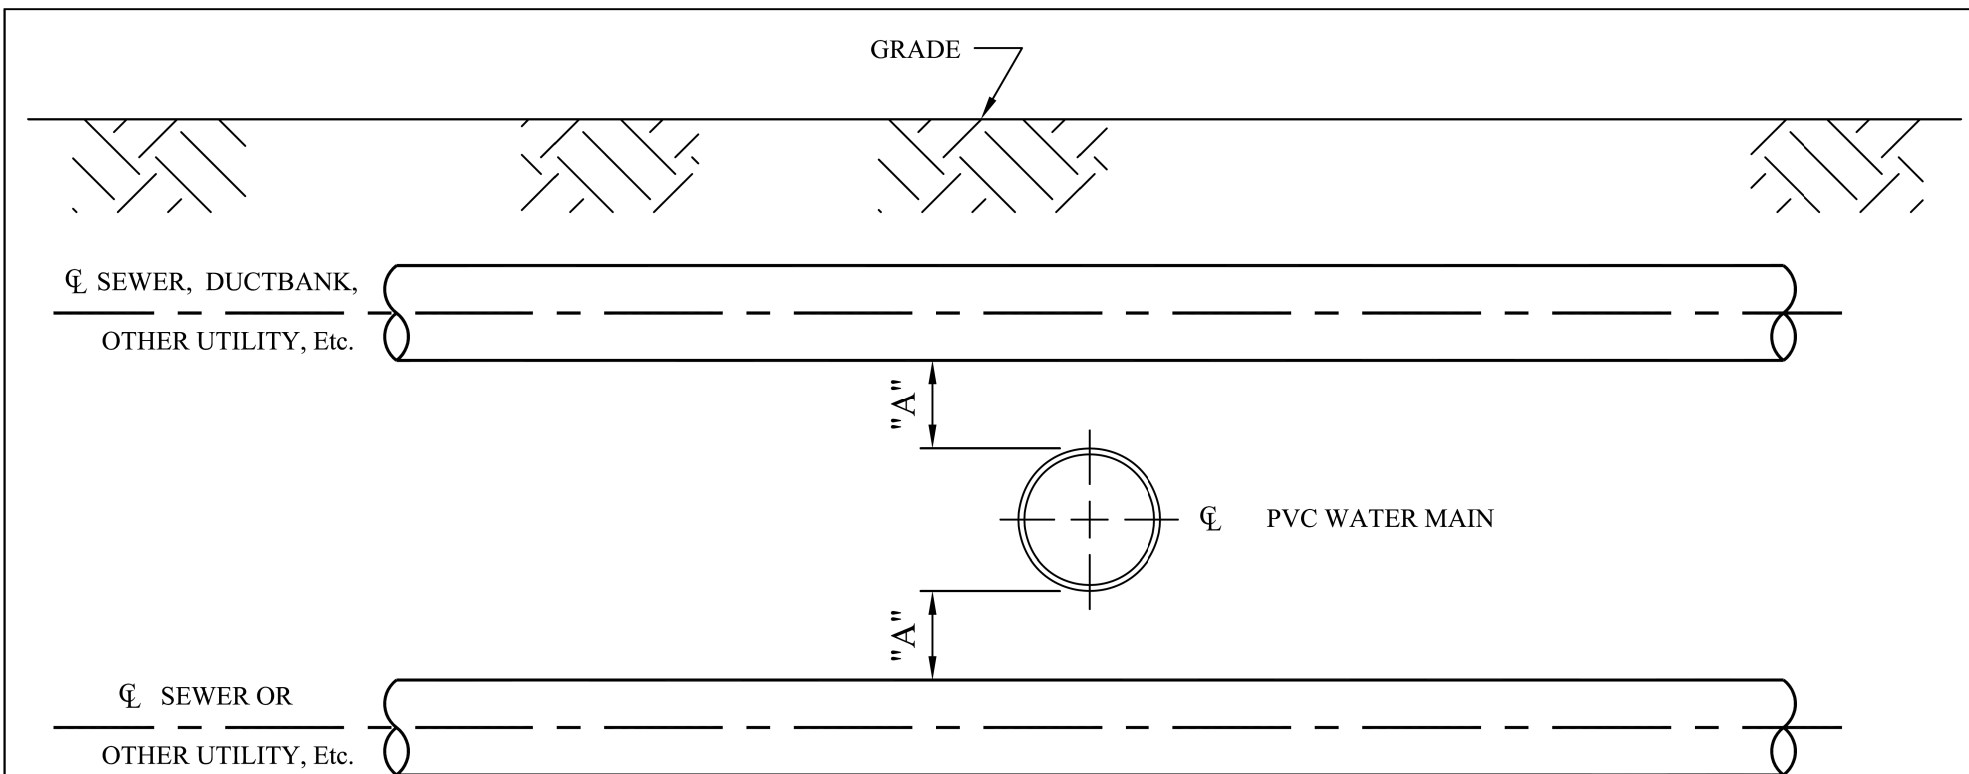 GRADE
℄ SEWER, DUCTBANK,
OTHER UTILITY, Etc.
"A"
℄ PVC WATER MAIN
"A"
℄ SEWER OR
OTHER UTILITY, Etc.